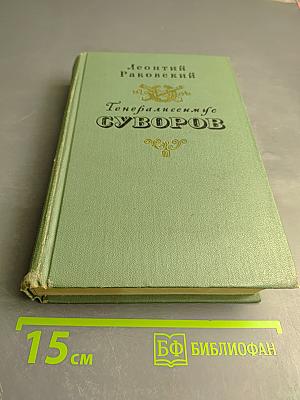 Леонтий
Раковский
Генералиссимус
СУВОРОВ
15 см
БФ БИБЛИОФАН